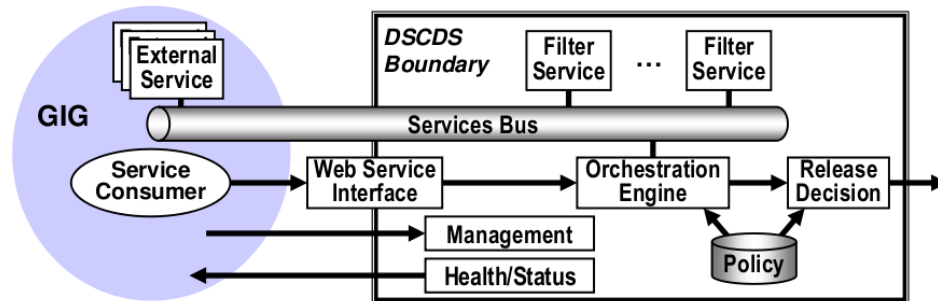 DSCDS
Boundary
External
Service
Filter
Service
...
Filter
Service
GIG
Services Bus
Service
Consumer
Web Service
Interface
Orchestration
Engine
Release
Decision
Management
Policy
Health/Status